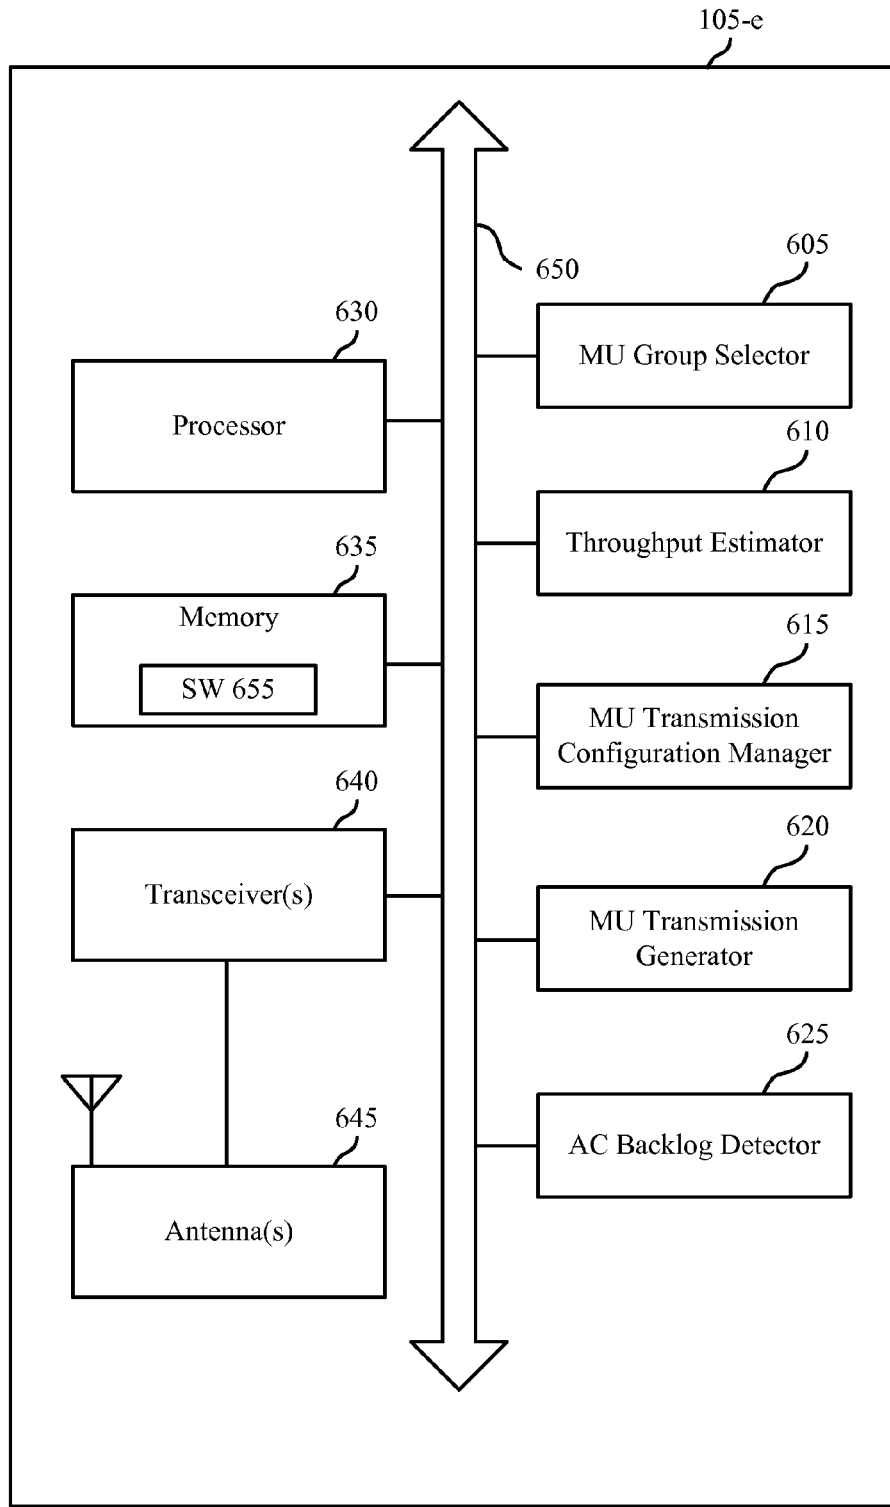 105-e
650
605
MU Group Selector
630
Processor
610
Throughput Estimator
635
Memory
SW 655
615
MU Transmission
Configuration Manager
640
Transceiver(s)
620
MU Transmission
Generator
625
AC Backlog Detector
645
Antenna(s)